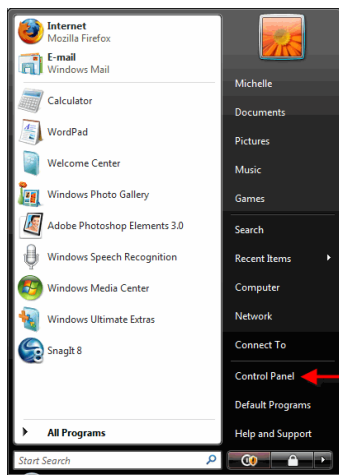 Internet
Mozilla Firefox
E-mail
Windows Mail
Calculator
WordPad
Welcome Center
Windows Photo Gallery
Adobe Photoshop Elements 3.0
Windows Speech Recognition
Windows Media Center
Windows Ultimate Extras
SnagIt 8
All Programs
Start Search
Michelle
Documents
Pictures
Music
Games
Search
Recent Items
Computer
Network
Connect To
Control Panel
Default Programs
Help and Support